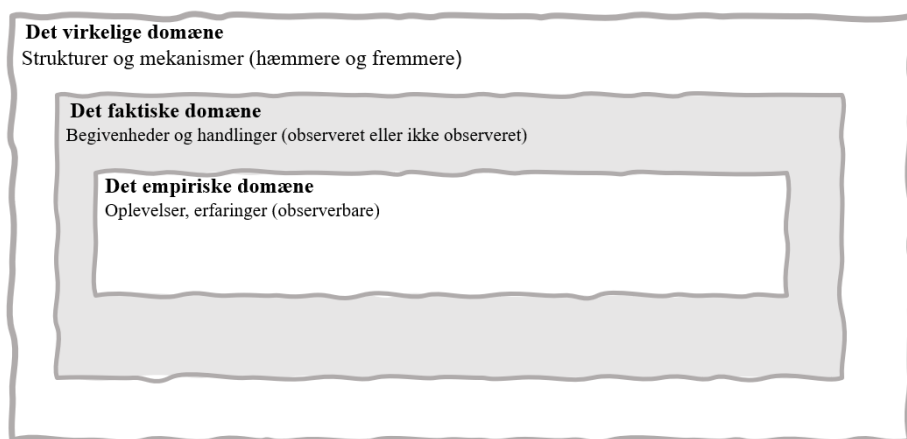 Det virkelige domæne
Strukturer og mekanismer (hæmmere og fremmere)
Det faktiske domæne
Begivenheder og handlinger (observeret eller ikke observeret)
Det empiriske domæne
Oplevelser, erfaringer (observerbare)